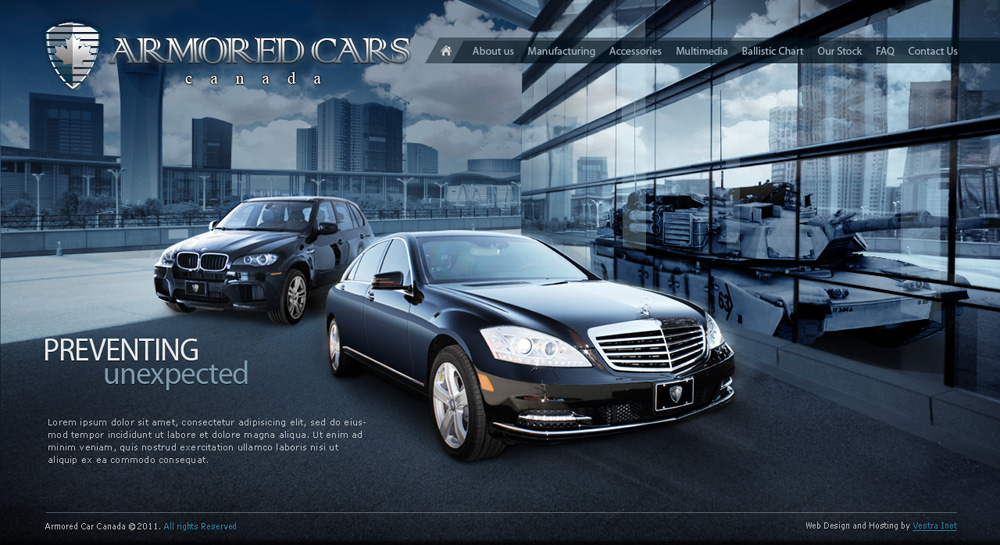 ARMORED CARS
canada
About us Manufacturing Accessories Multimedia Ballistic Chart Our Stock FAQ Contact Us
63
PREVENTING
unexpected
Lorem ipsum dolor sit amet, consectetur adipisicing elit, sed do eius-
mod tempor incididunt ut labore et dolore magna aliqua. Ut enim ad
minim veniam, quis nostrud exercitation ullamco laboris nisi ut
aliquip ex ea commodo consequat.
Armored Car Canada ©2011. All rights Reserved
Web Design and Hosting by Vestra Inet